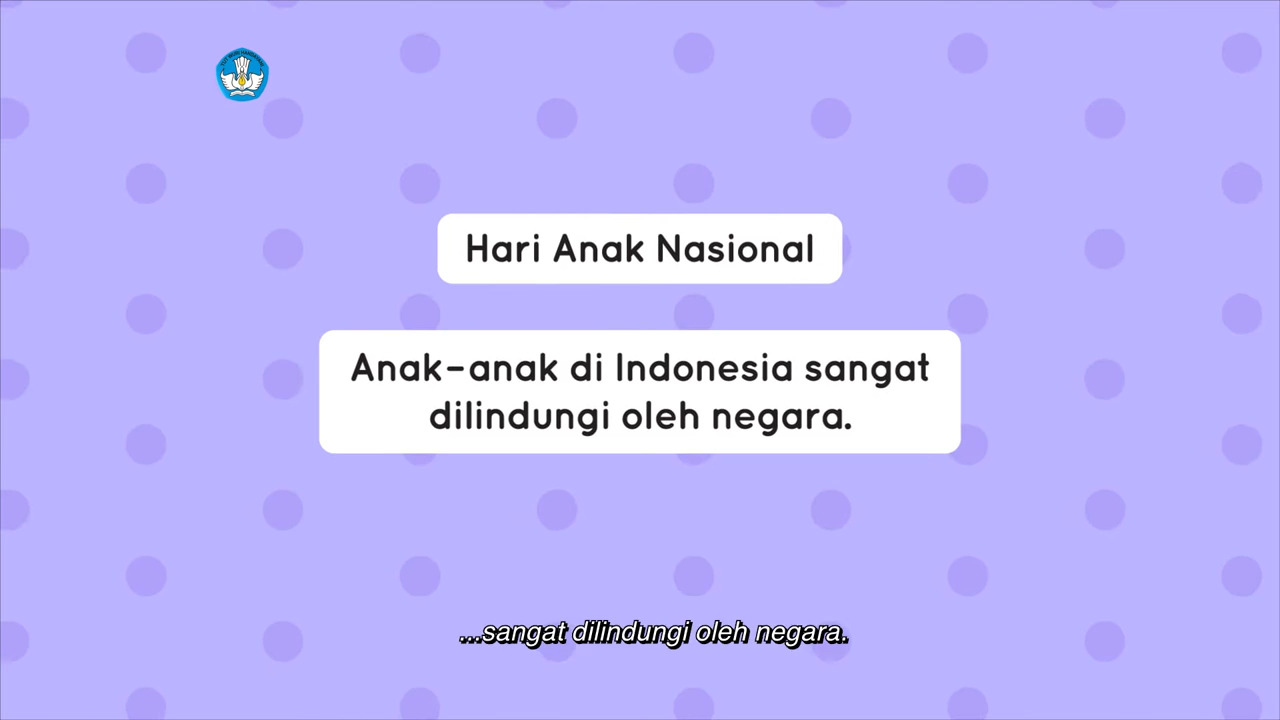 Hari Anak Nasional
Anak-anak di Indonesia sangat
dilindungi oleh negara.
...sangat dilindungi oleh negara.